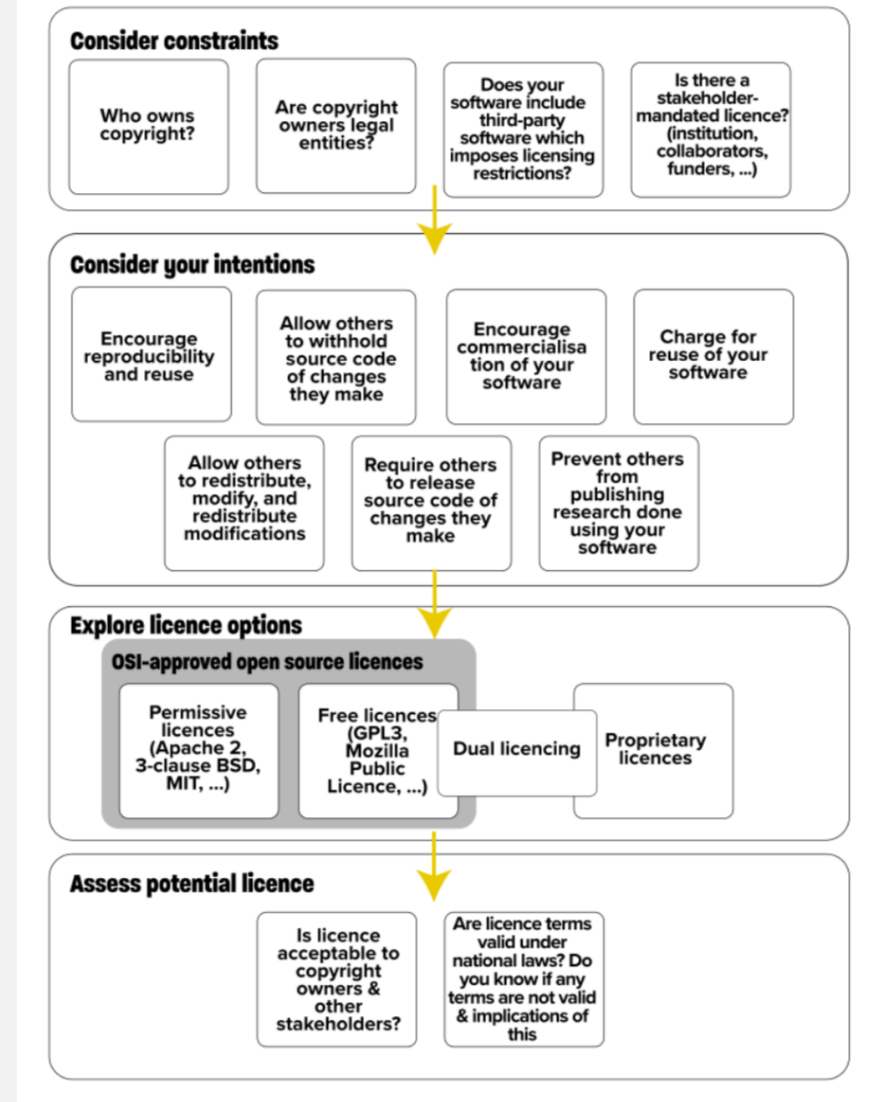 Consider constraints
Who owns
copyright?
Are copyright
owners legal
entities?
Does your
software include
third-party
software which
imposes licensing
restrictions?
Is there a
stakeholder-
mandated licence?
(institution,
collaborators,
funders, ...)
Consider your intentions
Encourage
reproducibility
and reuse
Allow others
to withhold
source code
of changes
they make
Encourage
commercialisa
tion of your
software
Charge for
reuse of your
software
Allow others
to redistribute,
modify, and
redistribute
modifications
Require others
to release
source code of
changes they
make
Prevent others
from
publishing
research done
using your
software
Explore licence options
OSI-approved open source licences
Permissive
licences
(Apache 2,
3-clause BSD,
MIT, ...)
Free licences
(GPL3,
Mozilla
Public
Licence, ...)
Dual licencing
Proprietary
licences
Assess potential licence
Is licence
acceptable to
copyright
owners &
other
stakeholders?
Are licence terms
valid under
national laws? Do
you know if any
terms are not valid
& implications of
this